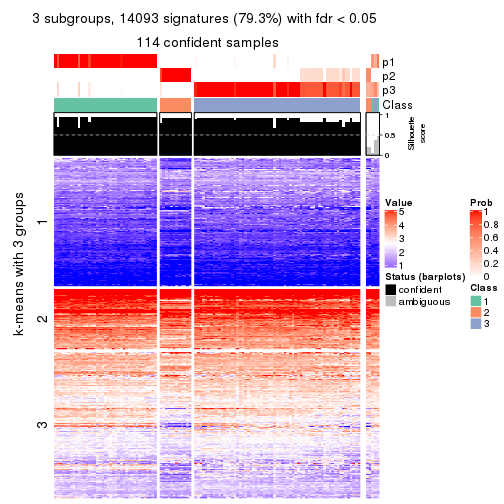 3 subgroups, 14093 signatures (79.3%) with fdr < 0.05
114 confident samples
p1
p2
p3
Class
1
0.5
0
Silhouette
score
k-means with 3 groups
1
2
3
Value
5
4
3
2
1
Status (barplots)
confident
ambiguous
Prob
1
0.8
0.6
0.4
0.2
0
Class
1
2
3